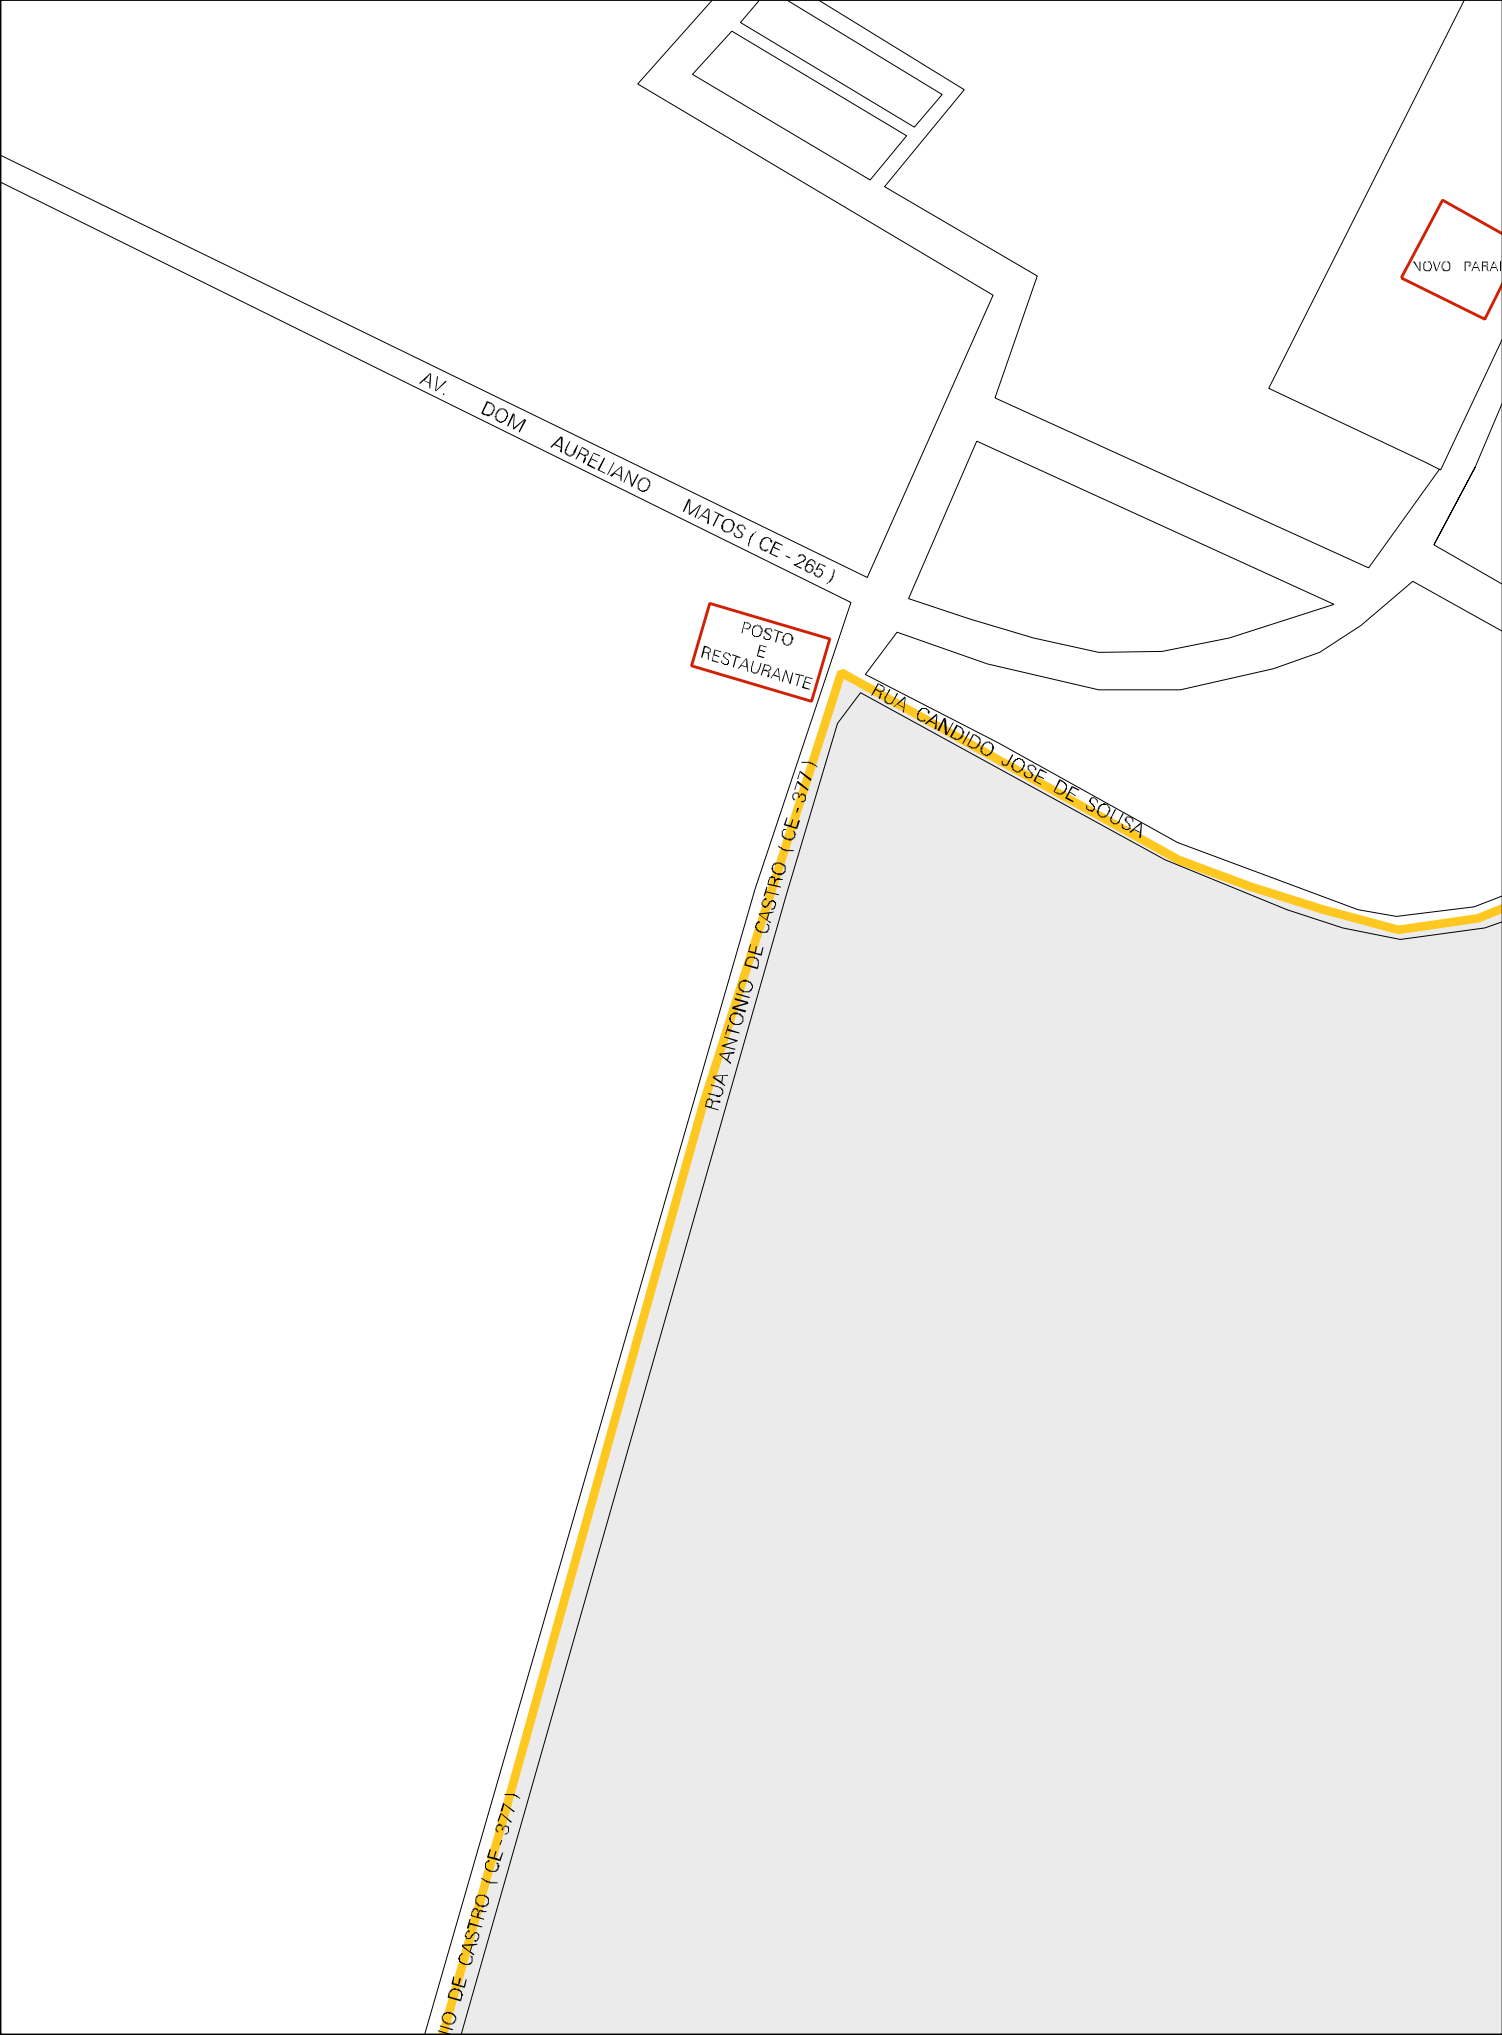 NOVO PARAI
AV. DOM AURELIANO MATOS ( CE - 265 )
POSTO
E
RESTAURANTE
RUA CANDIDO JOSE DE SOUSA
RUA ANTONIO DE CASTRO ( CE - 377 )
IO DE CASTRO ( CE - 377 )